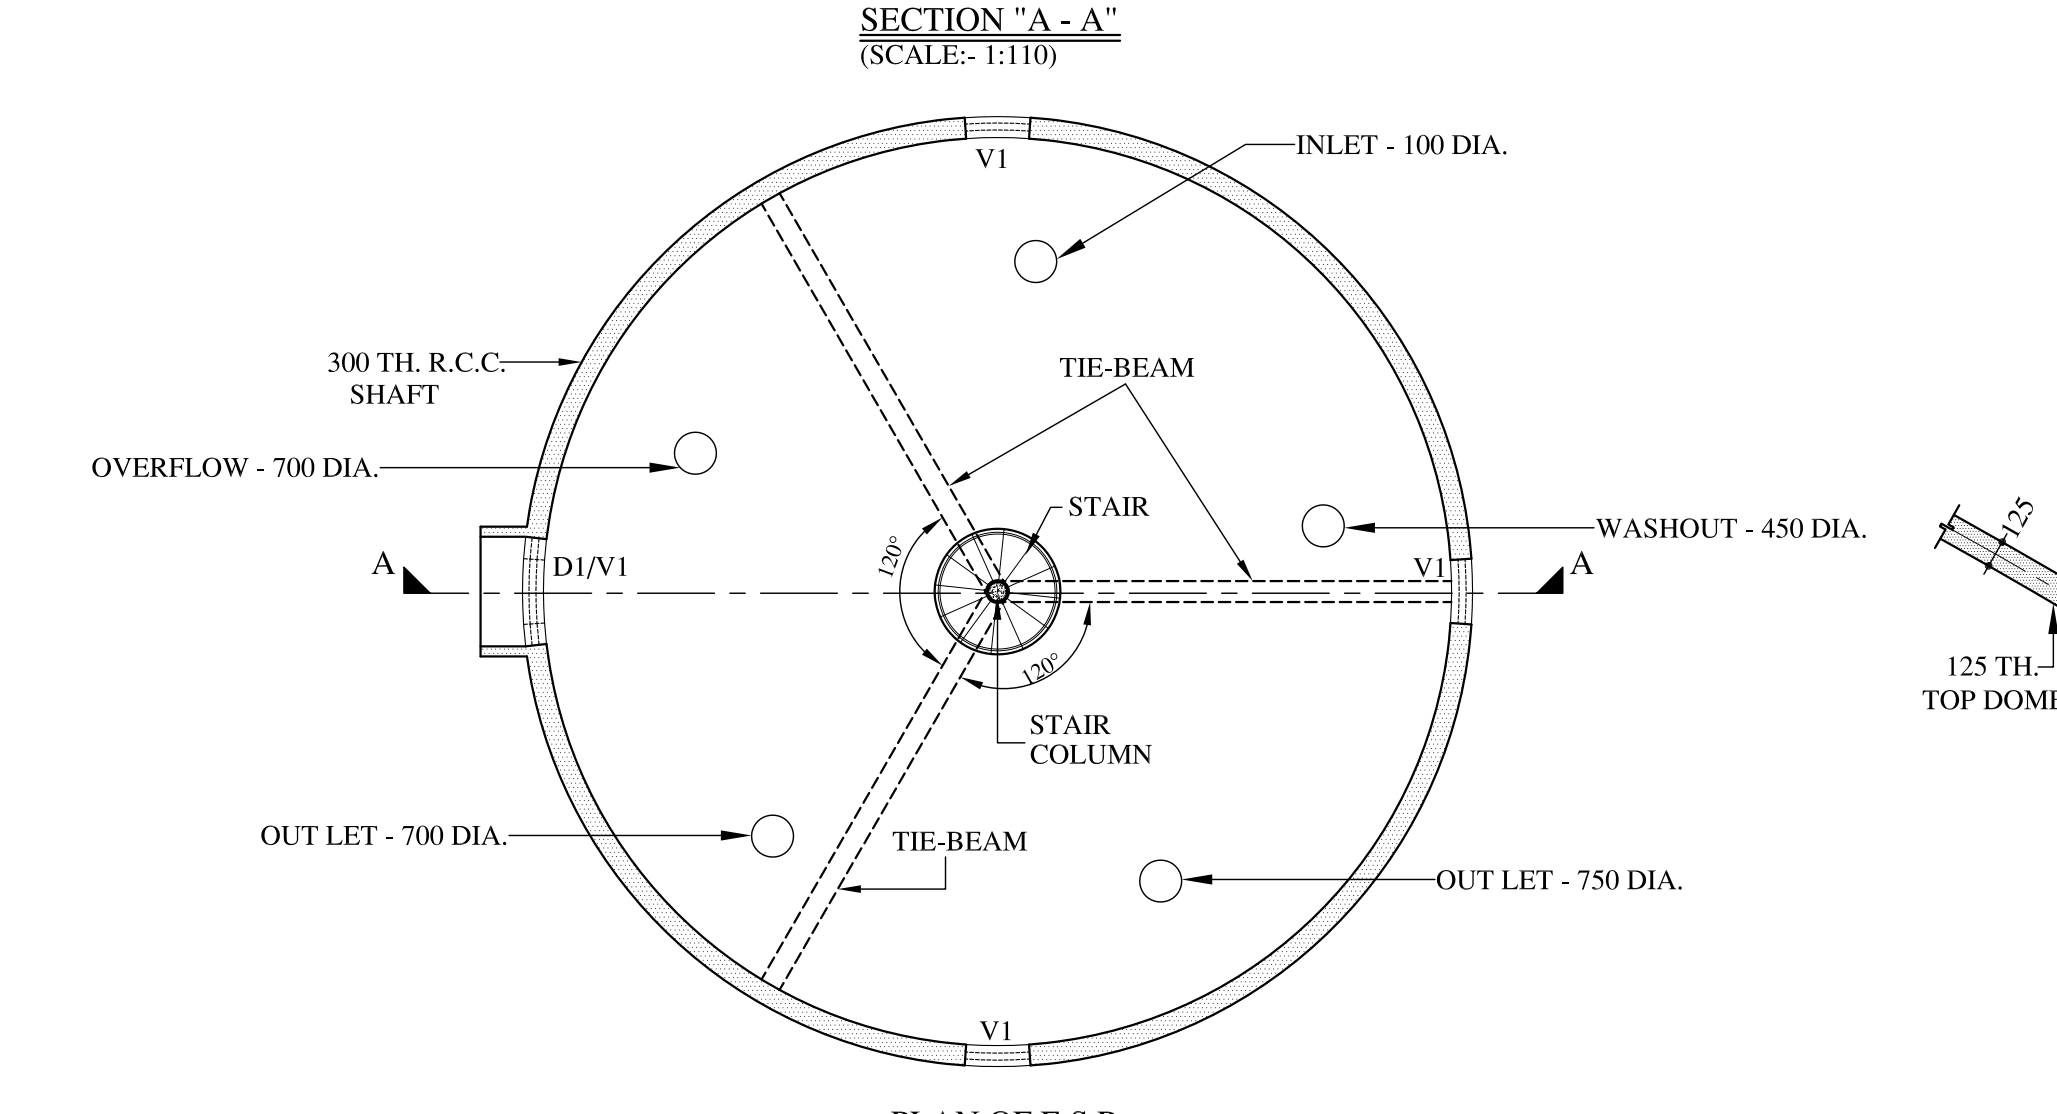 SECTION "A - A"
(SCALE:- 1:110)
V1
INLET - 100 DIA.
300 TH. R.C.C.
SHAFT
TIE-BEAM
OVERFLOW - 700 DIA.
STAIR
WASHOUT - 450 DIA.
125
A
D1/V1
120°
V1
A
120°
125 TH.
TOP DOME
STAIR
COLUMN
OUT LET - 700 DIA.
TIE-BEAM
OUT LET - 750 DIA.
V1